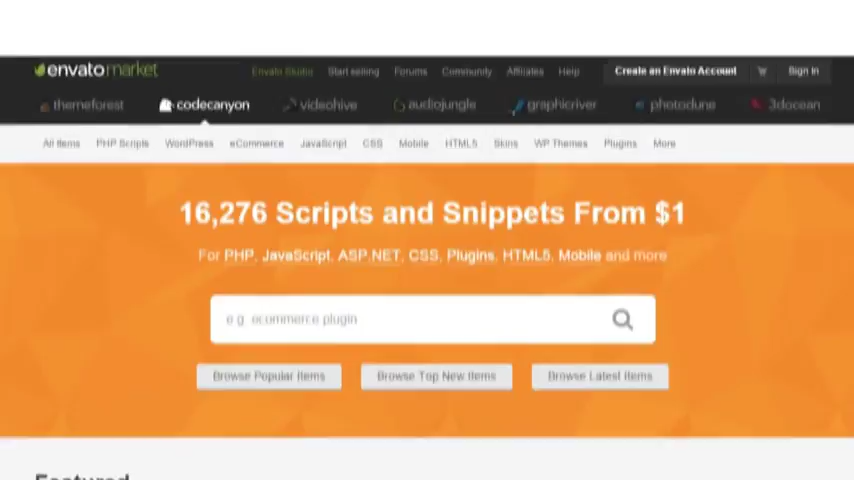 envatomarket Envato Studio Start selling Forums Community Affiliates Help Create an Envato Account Sign In
themeforest codecanyon videohive audiojungle graphicriver photodune 3docean
All Items PHP Scripts WordPress eCommerce JavaScript CSS Mobile HTML5 Skins WP Themes Plugins More
16,276 Scripts and Snippets From $1
For PHP, JavaScript, ASP.NET, CSS, Plugins, HTML5, Mobile and more
e.g. ecommerce plugin
Browse Popular Items Browse Top New Items Browse Latest Items
Featured